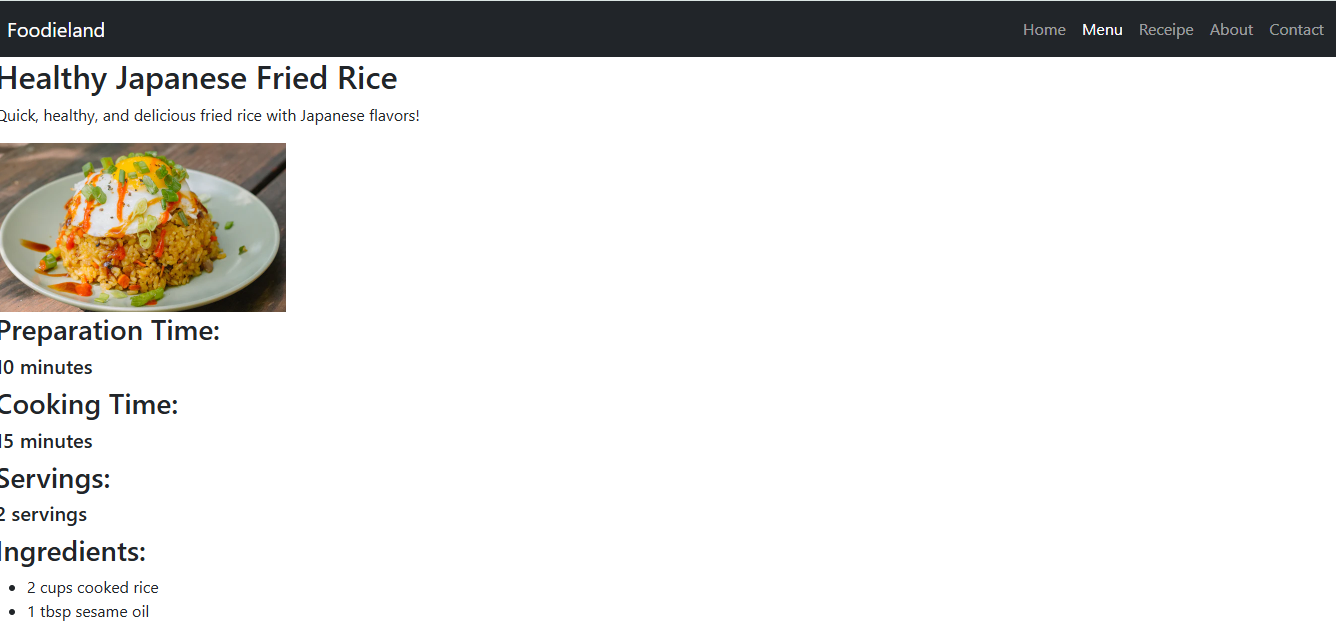 Foodieland Home Menu Receipe About Contact
Healthy Japanese Fried Rice
Quick, healthy, and delicious fried rice with Japanese flavors!
Preparation Time:
10 minutes
Cooking Time:
15 minutes
Servings:
2 servings
Ingredients:
2 cups cooked rice
1 tbsp sesame oil